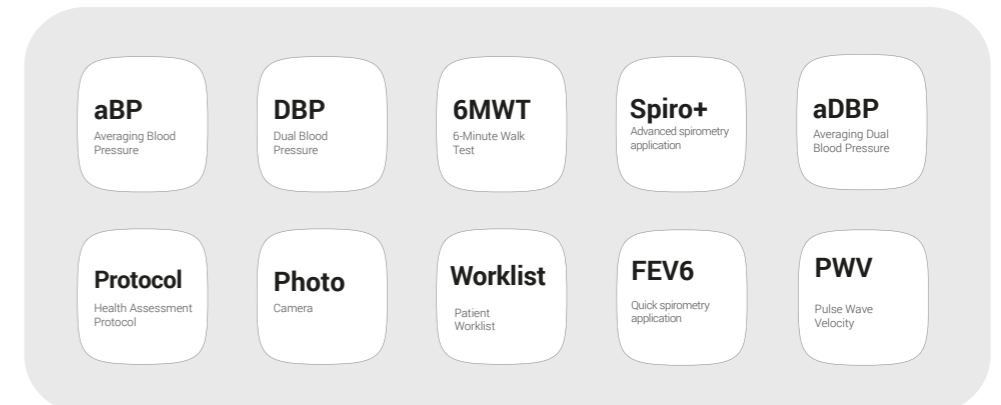 aBP
Averaging Blood
Pressure
DBP
Dual Blood
Pressure
6MWT
6-Minute Walk
Test
Spiro+
Advanced spirometry
application
aDBP
Averaging Dual
Blood Pressure
Protocol
Health Assessment
Protocol
Photo
Camera
Worklist
Patient
Worklist
FEV6
Quick spirometry
application
PWV
Pulse Wave
Velocity